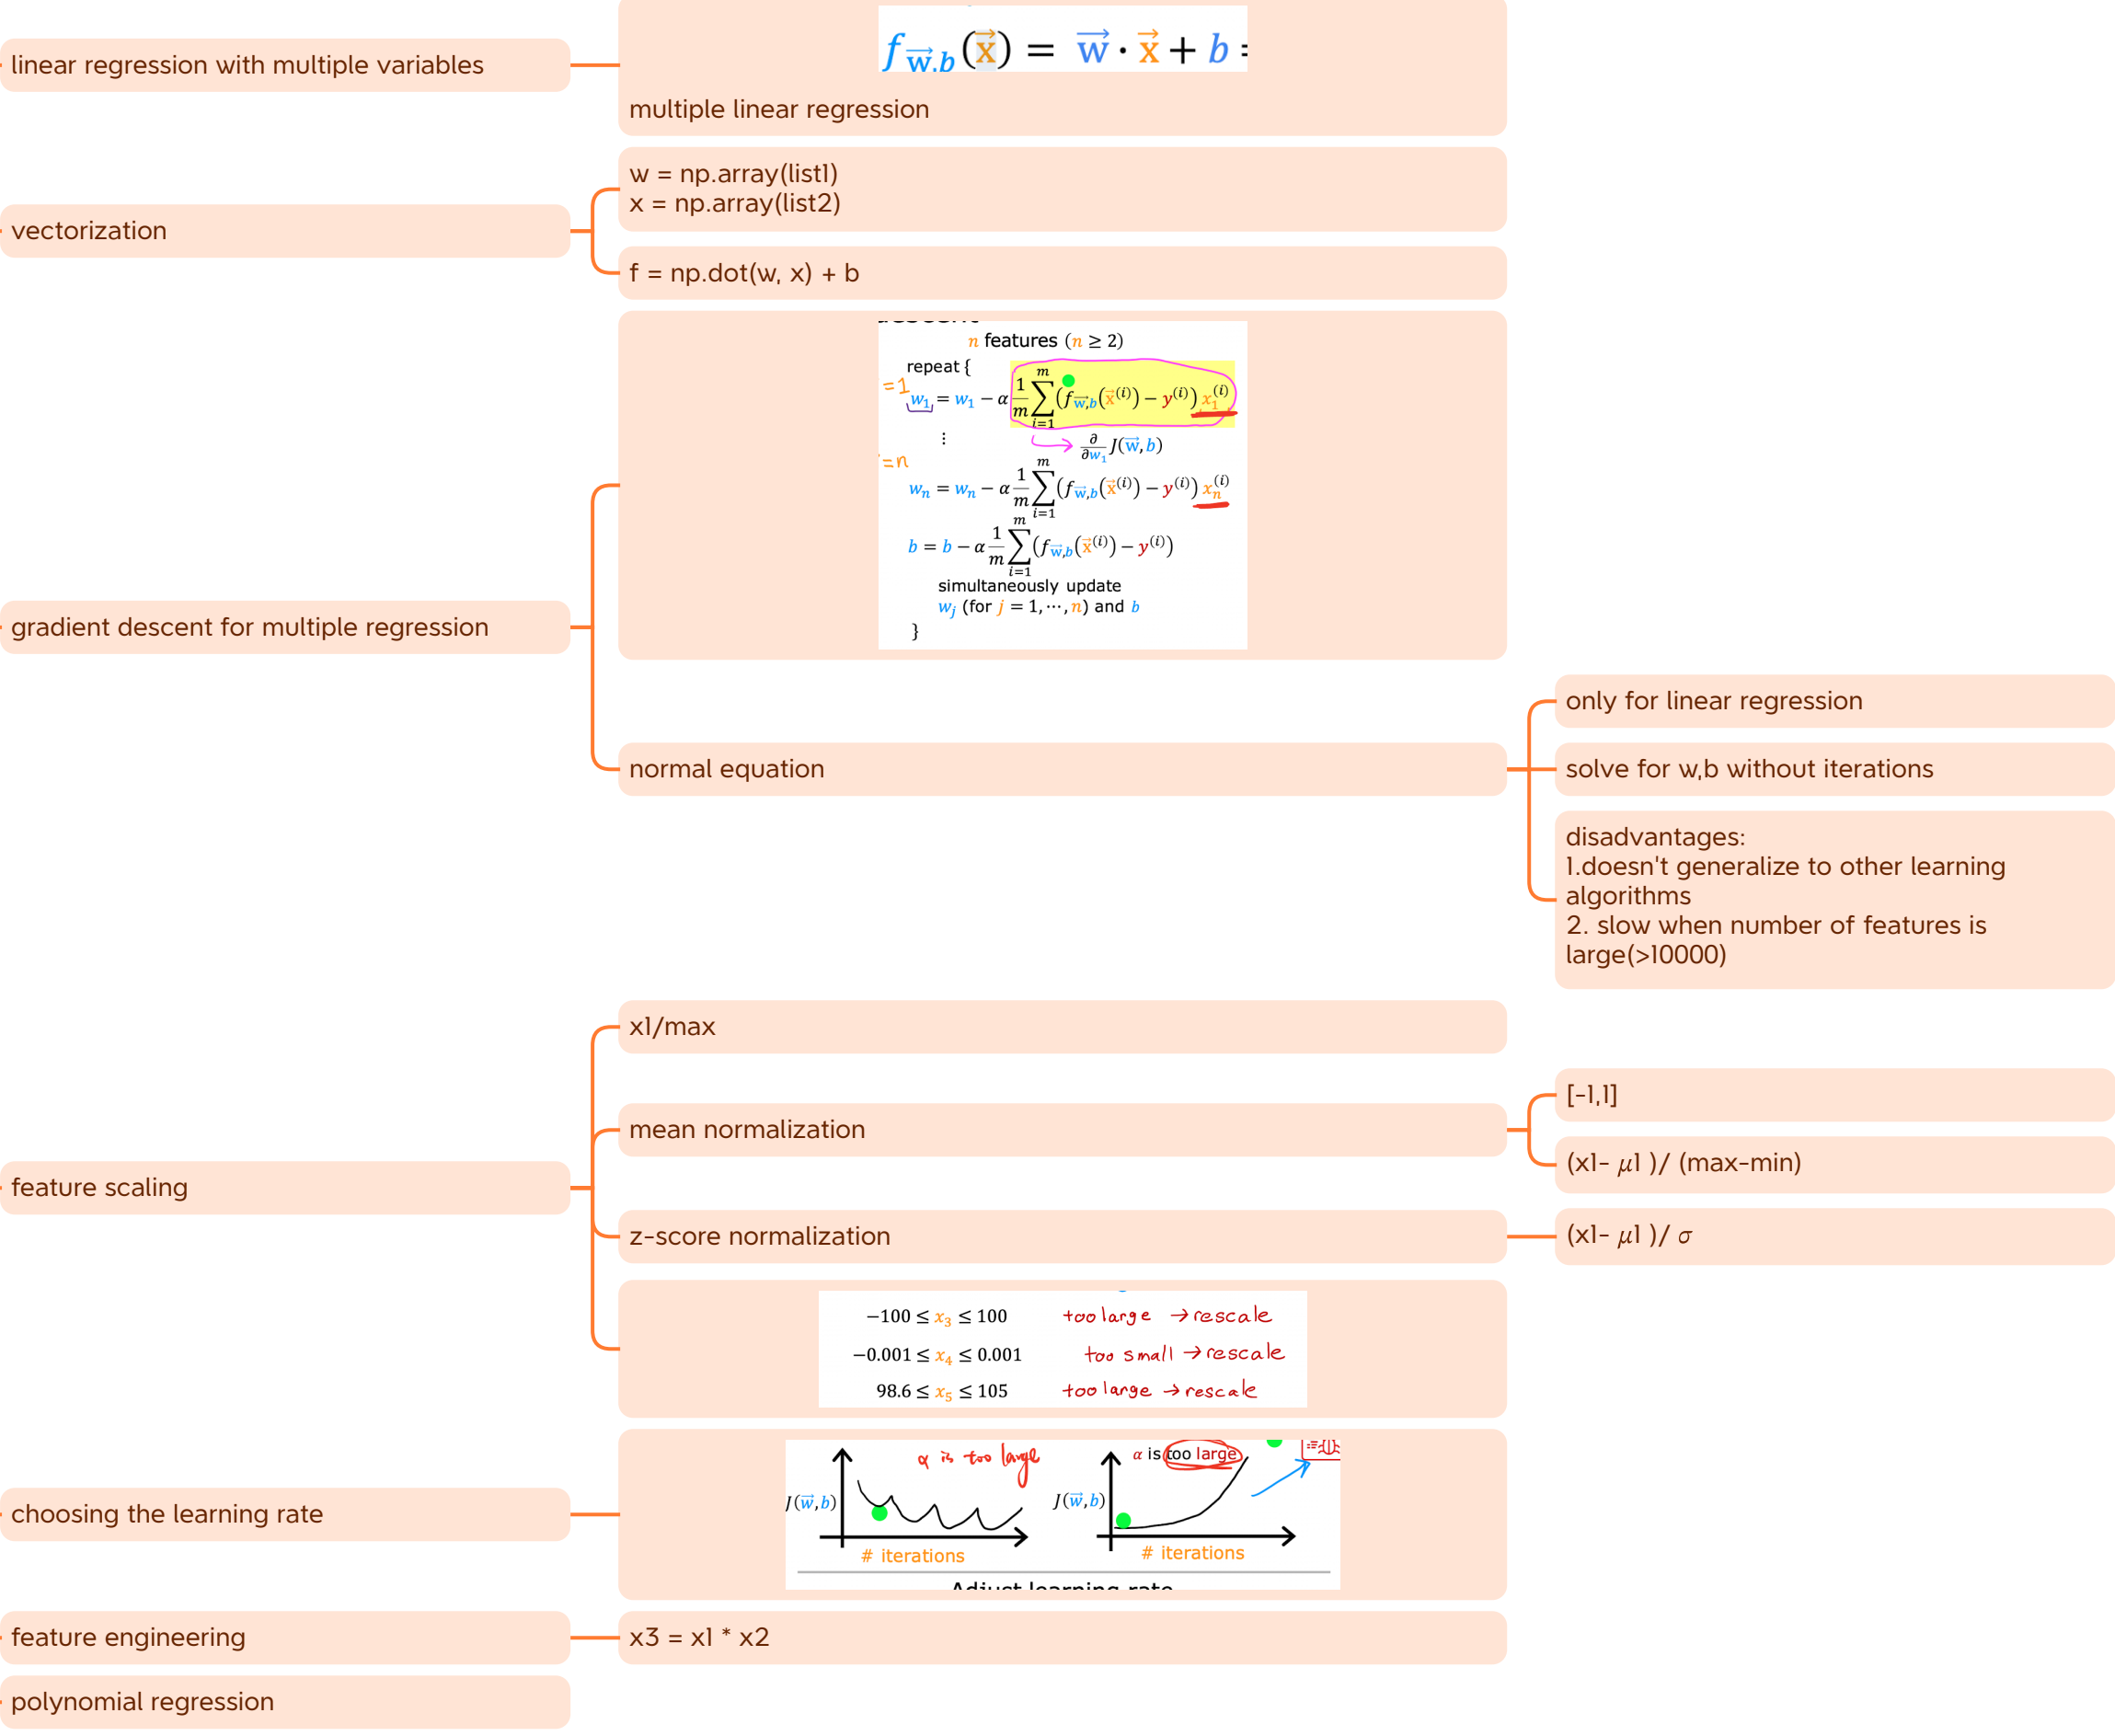 linear regression with multiple variables
f w,b (x) = w · x + b =
multiple linear regression
vectorization
w = np.array(list1)
x = np.array(list2)
f = np.dot(w, x) + b
gradient descent for multiple regression
n features (n ≥ 2)
repeat {
=1
w₁ = w₁ − α 1/m ∑ᵢ₌₁ᵐ (f w⃗,b (x⃗⁽ⁱ⁾) − y⁽ⁱ⁾) x₁⁽ⁱ⁾
⋮
∂/∂w₁ J(w⃗,b)
=n
wₙ = wₙ − α 1/m ∑ᵢ₌₁ᵐ (f w⃗,b (x⃗⁽ⁱ⁾) − y⁽ⁱ⁾) xₙ⁽ⁱ⁾
b = b − α 1/m ∑ᵢ₌₁ᵐ (f w⃗,b (x⃗⁽ⁱ⁾) − y⁽ⁱ⁾)
simultaneously update
wⱼ (for j = 1, ⋯, n) and b
}
normal equation
only for linear regression
solve for w,b without iterations
disadvantages:
1.doesn't generalize to other learning
algorithms
2. slow when number of features is
large(>10000)
feature scaling
x1/max
mean normalization
[-1,1]
(x1- μ1 )/ (max-min)
z-score normalization
(x1- μ1 )/ σ
−100 ≤ x₃ ≤ 100 too large → rescale
−0.001 ≤ x₄ ≤ 0.001 too small → rescale
98.6 ≤ x₅ ≤ 105 too large → rescale
choosing the learning rate
α is too large
J(w⃗,b)
# iterations
α is too large
J(w⃗,b)
# iterations
Adjust learning rate
feature engineering
x3 = x1 * x2
polynomial regression